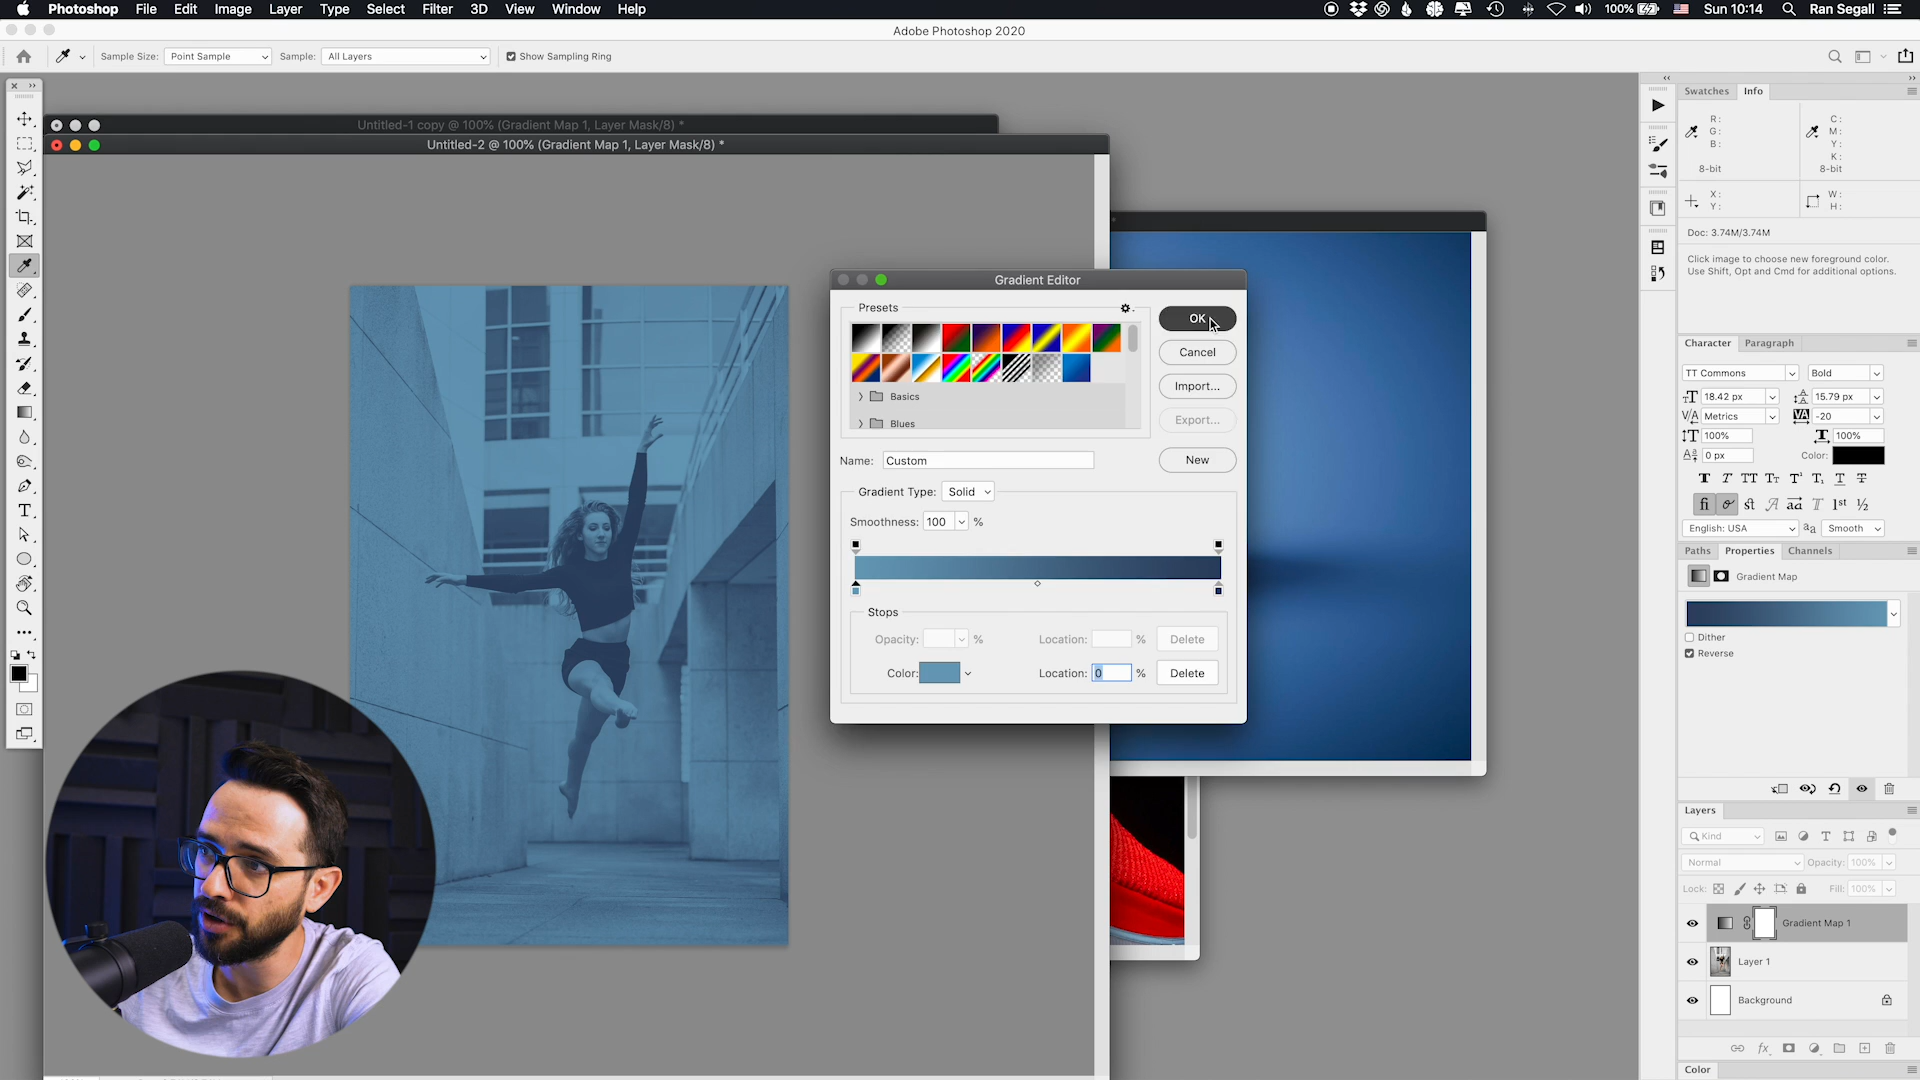 Photoshop File Edit Image Layer Type Select Filter 3D View Window Help 100% Sun 10:14 Ran Segall
Adobe Photoshop 2020
Sample Size: Point Sample Sample: All Layers Show Sampling Ring
Swatches Info
R: C:
G: M:
B: Y:
K:
8-bit 8-bit
X: W:
Y: H:
Doc: 3.74M/3.74M
Click image to choose new foreground color.
Use Shift, Opt and Cmd for additional options.
Untitled-1 copy @ 100% (Gradient Map 1, Layer Mask/8) *
Untitled-2 @ 100% (Gradient Map 1, Layer Mask/8) *
Gradient Editor
Presets
OK
Cancel
Import...
Export...
Basics
Blues
Name: Custom
New
Gradient Type: Solid
Smoothness: 100 %
Stops
Opacity: % Location: % Delete
Color: Location: 0 % Delete
Character Paragraph
TT Commons Bold
18.42 px 15.79 px
Metrics -20
100% 100%
0 px Color:
English: USA aa Smooth
Paths Properties Channels
Gradient Map
Dither
Reverse
Layers
Kind
Normal Opacity: 100%
Lock: Fill: 100%
Gradient Map 1
Layer 1
Background
Color